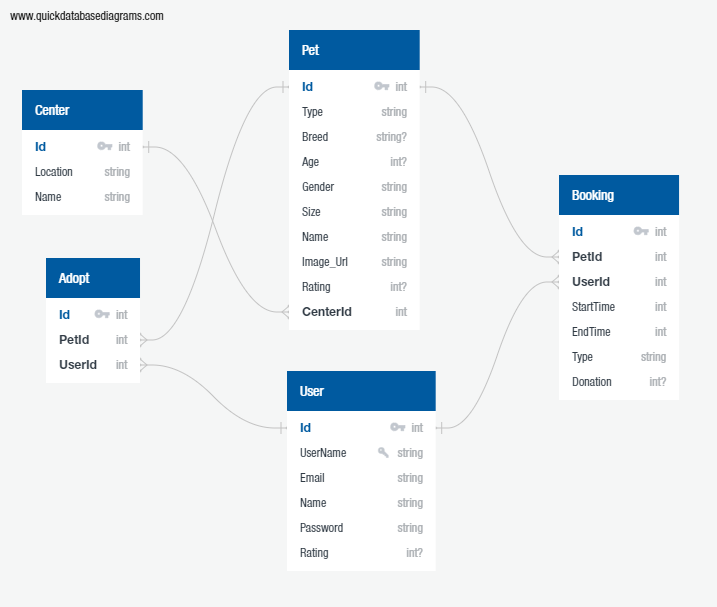 www.quickdatabasediagrams.com
Center
Id int
Location string
Name string
Adopt
Id int
PetId int
UserId int
Pet
Id int
Type string
Breed string?
Age int?
Gender string
Size string
Name string
Image_Url string
Rating int?
CenterId int
User
Id int
UserName string
Email string
Name string
Password string
Rating int?
Booking
Id int
PetId int
UserId int
StartTime int
EndTime int
Type string
Donation int?